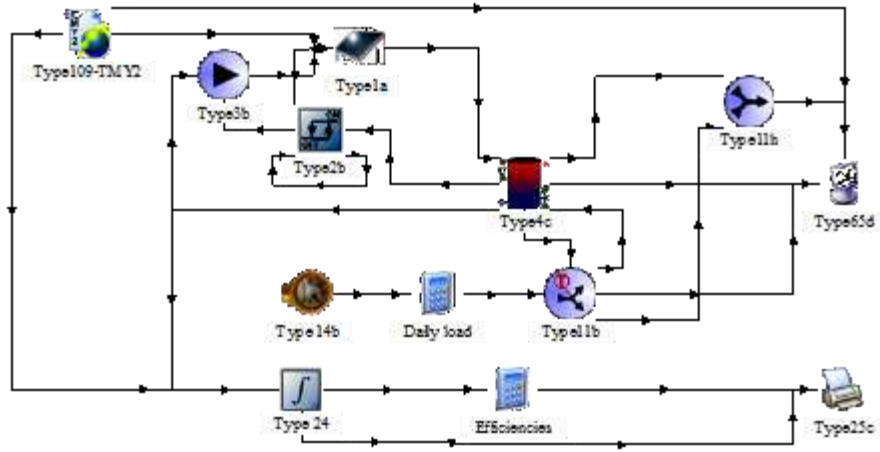 Type109-TMY2
Type1a
Type3b
Type11h
Type2b
Type4c
Type65d
Type14b
Daily load
Type11b
Type 24
Efficiencies
Type25c